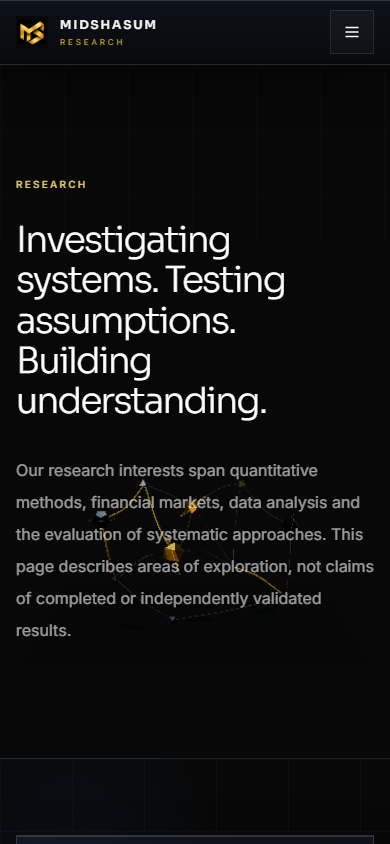 MIDSHASUM
RESEARCH
RESEARCH
Investigating
systems. Testing
assumptions.
Building
understanding.
Our research interests span quantitative
methods, financial markets, data analysis and
the evaluation of systematic approaches. This
page describes areas of exploration, not claims
of completed or independently validated
results.